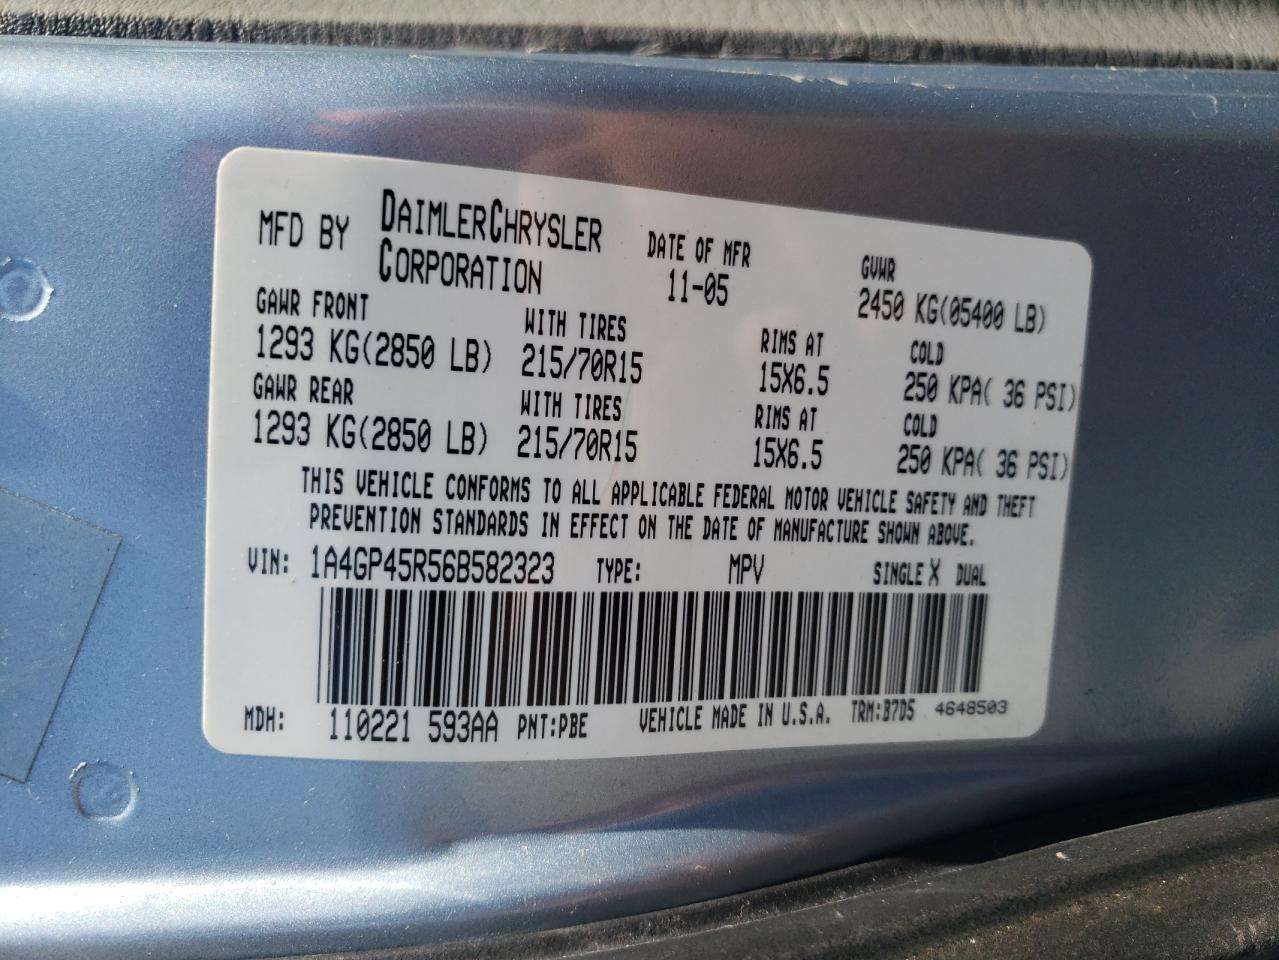 MFD BY DAIMLERCHRYSLER CORPORATION DATE OF MFR 11-05 GVWR 2450 KG(05400 LB)
GAWR FRONT WITH TIRES RIMS AT COLD
1293 KG(2850 LB) 215/70R15 15X6.5 250 KPA( 36 PSI)
GAWR REAR WITH TIRES RIMS AT COLD
1293 KG(2850 LB) 215/70R15 15X6.5 250 KPA( 36 PSI)
THIS VEHICLE CONFORMS TO ALL APPLICABLE FEDERAL MOTOR VEHICLE SAFETY AND THEFT
PREVENTION STANDARDS IN EFFECT ON THE DATE OF MANUFACTURE SHOWN ABOVE.
VIN: 1A4GP45R56B582323 TYPE: MPV SINGLE X DUAL
MDH: 110221 593AA PNT:PBE VEHICLE MADE IN U.S.A. TRM:B7D5 4648503